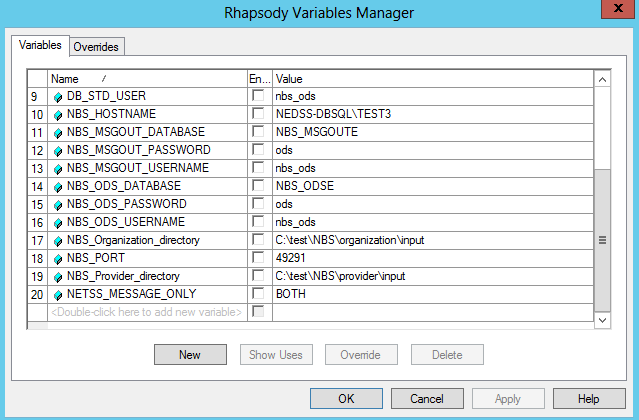 Rhapsody Variables Manager
x
Variables Overrides
Name / En... Value
9 DB_STD_USER nbs_ods
10 NBS_HOSTNAME NEDSS-DBSQL\TEST3
11 NBS_MSGOUT_DATABASE NBS_MSGOUTE
12 NBS_MSGOUT_PASSWORD ods
13 NBS_MSGOUT_USERNAME nbs_ods
14 NBS_ODS_DATABASE NBS_ODSE
15 NBS_ODS_PASSWORD ods
16 NBS_ODS_USERNAME nbs_ods
17 NBS_Organization_directory C:\test\NBS\organization\input
18 NBS_PORT 49291
19 NBS_Provider_directory C:\test\NBS\provider\input
20 NETSS_MESSAGE_ONLY BOTH
<Double-click here to add new variable>
New Show Uses Override Delete
OK Cancel Apply Help